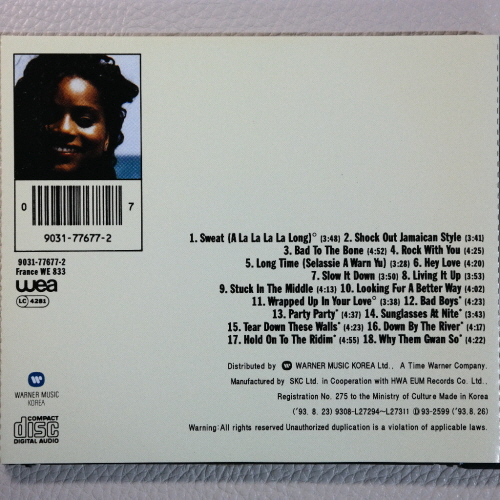 0 7
9031-77677-2
9031-77677-2
France WE 833
wea
LC 4281
1. Sweat (A La La La La Long)° (3:48) 2. Shock Out Jamaican Style (3:41)
3. Bad To The Bone (4:52) 4. Rock With You (4:25)
5. Long Time (Selassie A Warn Yu) (3:28) 6. Hey Love (4:20)
7. Slow It Down (3:50) 8. Living It Up (3:53)
9. Stuck In The Middle (4:13) 10. Looking For A Better Way (4:02)
11. Wrapped Up In Your Love° (3:38) 12. Bad Boys* (4:03)
13. Party Party* (4:37) 14. Sunglasses At Nite* (3:43)
15. Tear Down These Walls* (4:23) 16. Down By The River* (4:17)
17. Hold On To The Ridim* (4:55) 18. Why Them Gwan So* (4:22)
WARNER MUSIC
KOREA
COMPACT
disc
DIGITAL AUDIO
Distributed by WARNER MUSIC KOREA Ltd., A Time Warner Company.
Manufactured by SKC Ltd. in Cooperation with HWA EUM Records Co. Ltd.,
Registration No. 275 to the Ministry of Culture Made in Korea
('93. 8. 23) 9308-L27294~L27311 Ⓓ 93-2599 ('93. 8. 26)
Warning: All rights reserved Unauthorized duplication is a violation of applicable laws.